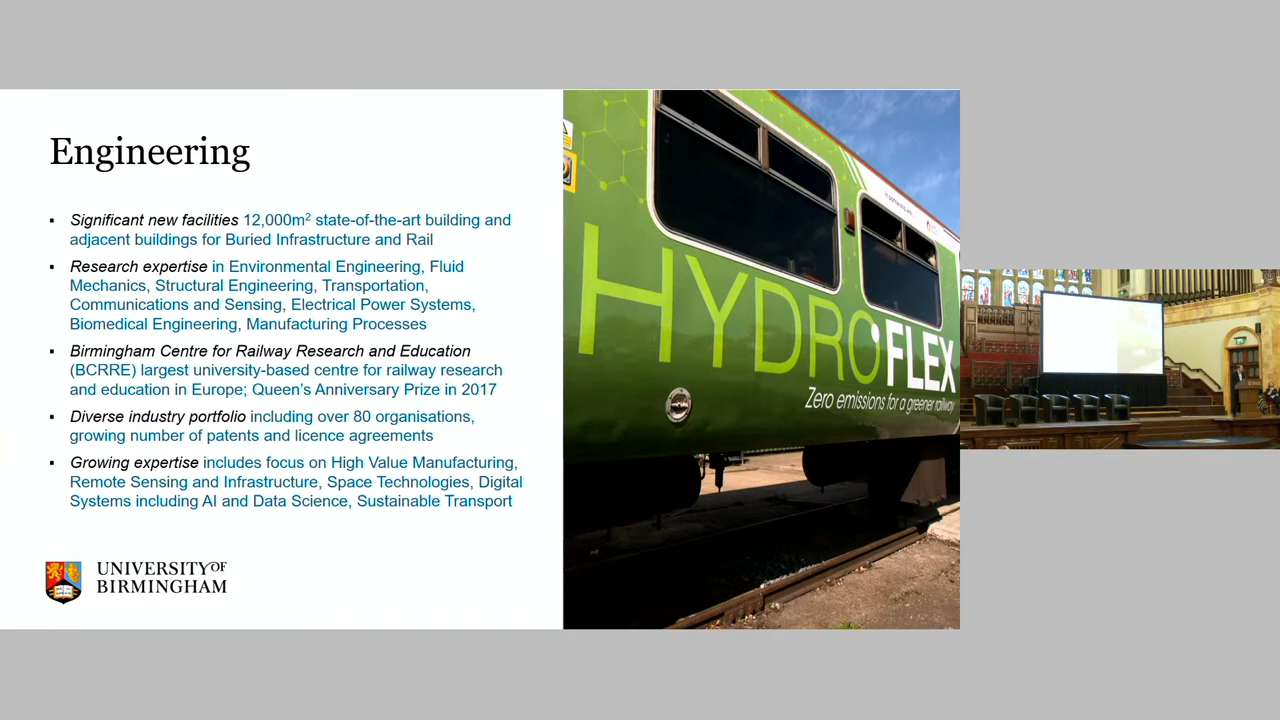 Engineering
▪ Significant new facilities 12,000m² state-of-the-art building and
adjacent buildings for Buried Infrastructure and Rail
▪ Research expertise in Environmental Engineering, Fluid
Mechanics, Structural Engineering, Transportation,
Communications and Sensing, Electrical Power Systems,
Biomedical Engineering, Manufacturing Processes
▪ Birmingham Centre for Railway Research and Education
(BCRRE) largest university-based centre for railway research
and education in Europe; Queen's Anniversary Prize in 2017
▪ Diverse industry portfolio including over 80 organisations,
growing number of patents and licence agreements
▪ Growing expertise includes focus on High Value Manufacturing,
Remote Sensing and Infrastructure, Space Technologies, Digital
Systems including AI and Data Science, Sustainable Transport
UNIVERSITY OF
BIRMINGHAM
HYDROFLEX
Zero emissions for a greener railway